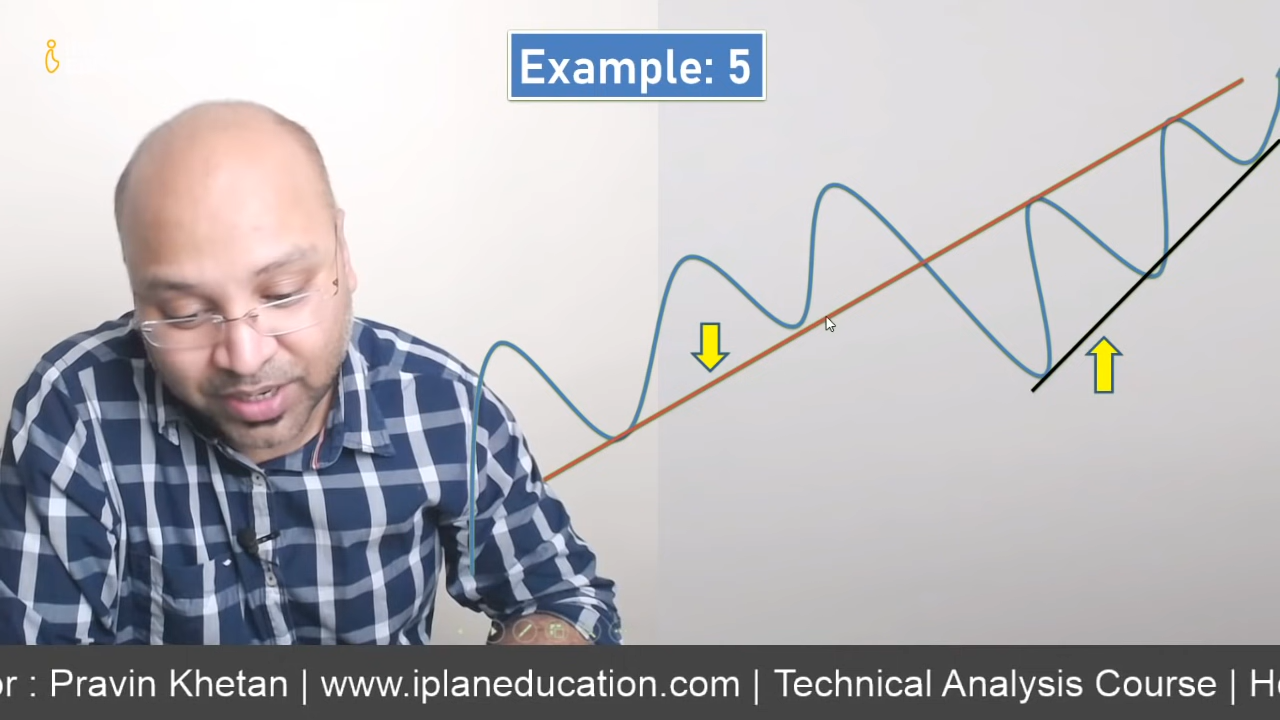 Example: 5
or : Pravin Khetan | www.iplaneducation.com | Technical Analysis Course | H